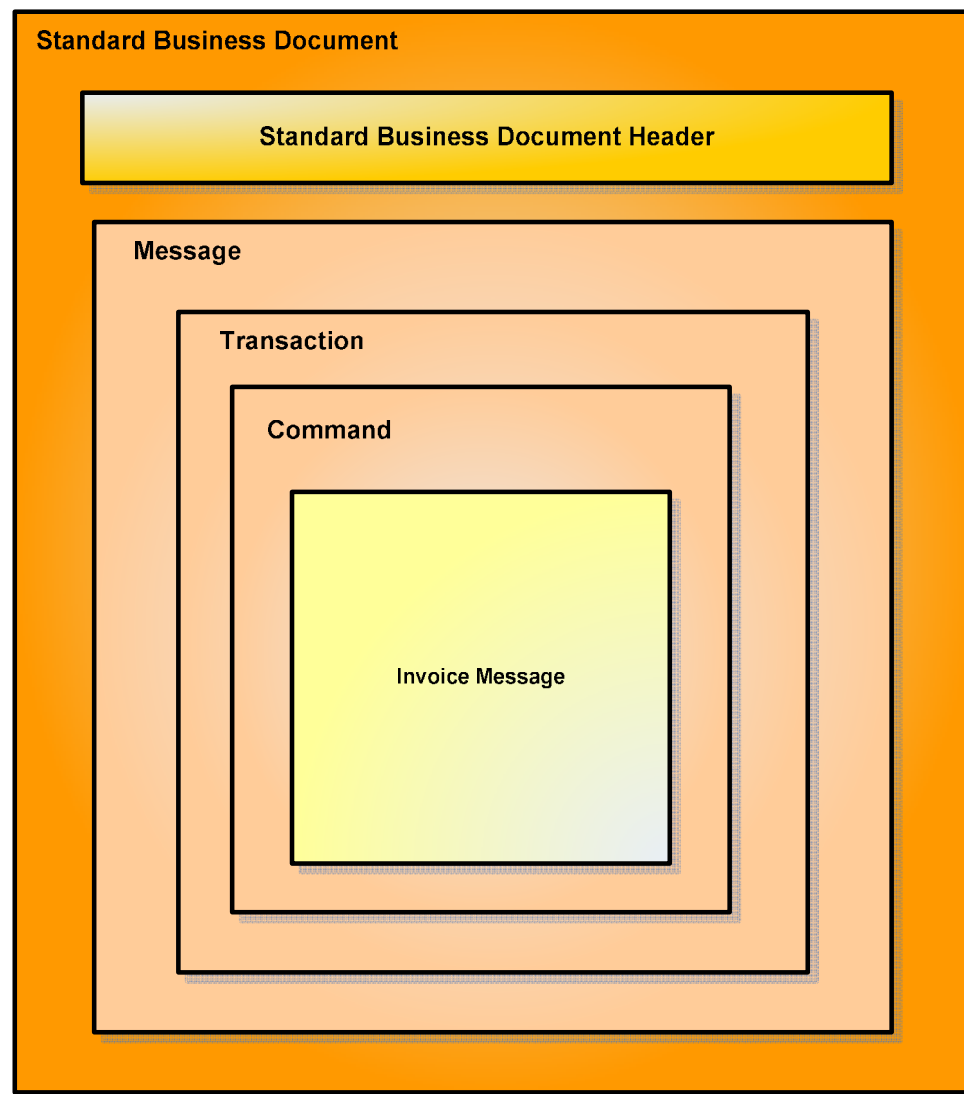 Standard Business Document
Standard Business Document Header
Message
Transaction
Command
Invoice Message